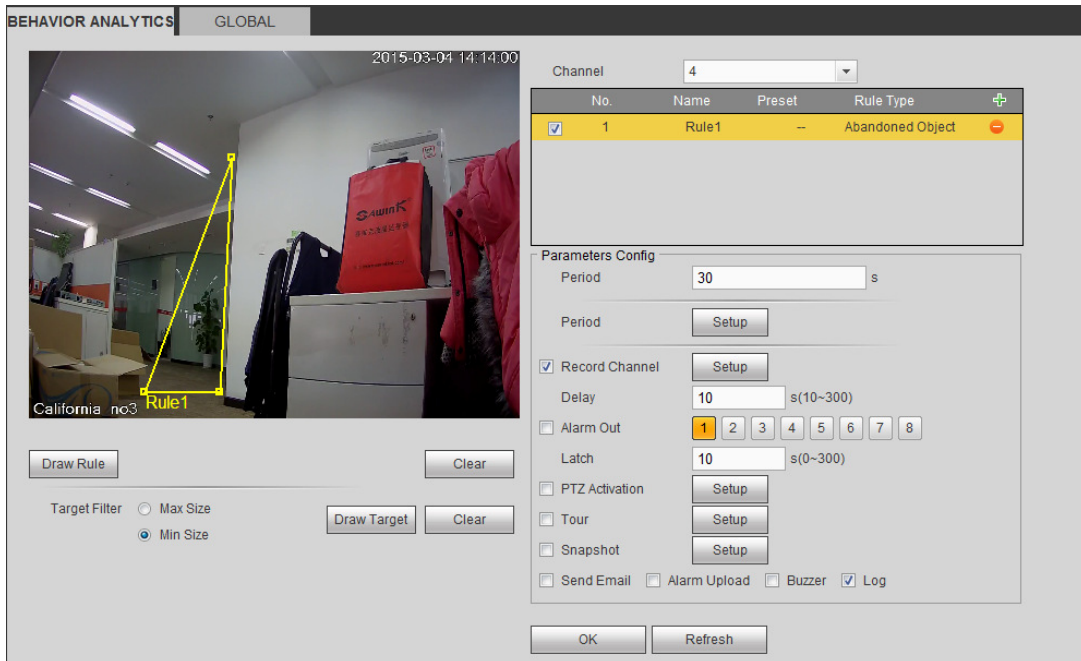 BEHAVIOR ANALYTICS GLOBAL
2015-03-04 14:14:00
SAWINK
California no3
Rule1
Draw Rule Clear
Target Filter Max Size
Min Size
Draw Target Clear
Channel 4
No. Name Preset Rule Type
1 Rule1 -- Abandoned Object
Parameters Config
Period 30 s
Period Setup
Record Channel Setup
Delay 10 s(10~300)
Alarm Out 1 2 3 4 5 6 7 8
Latch 10 s(0~300)
PTZ Activation Setup
Tour Setup
Snapshot Setup
Send Email Alarm Upload Buzzer Log
OK Refresh